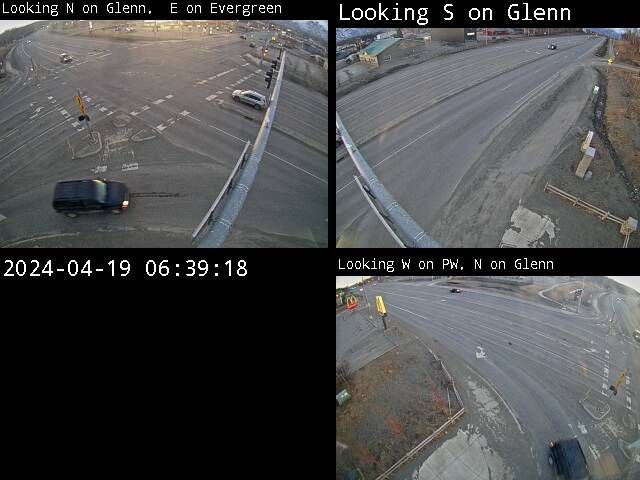 Looking N on Glenn, E on Evergreen
Looking S on Glenn
2024-04-19 06:39:18
Looking W on PW, N on Glenn